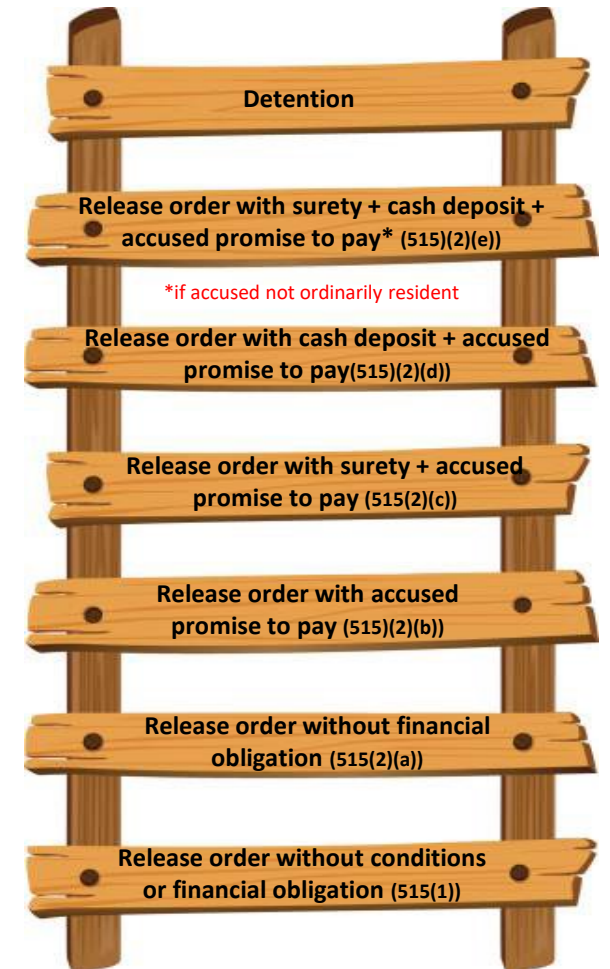 Detention
Release order with surety + cash deposit +
accused promise to pay* (515)(2)(e))
*if accused not ordinarily resident
Release order with cash deposit + accused
promise to pay(515)(2)(d))
Release order with surety + accused
promise to pay (515(2)(c))
Release order with accused
promise to pay (515)(2)(b))
Release order without financial
obligation (515(2)(a))
Release order without conditions
or financial obligation (515(1))